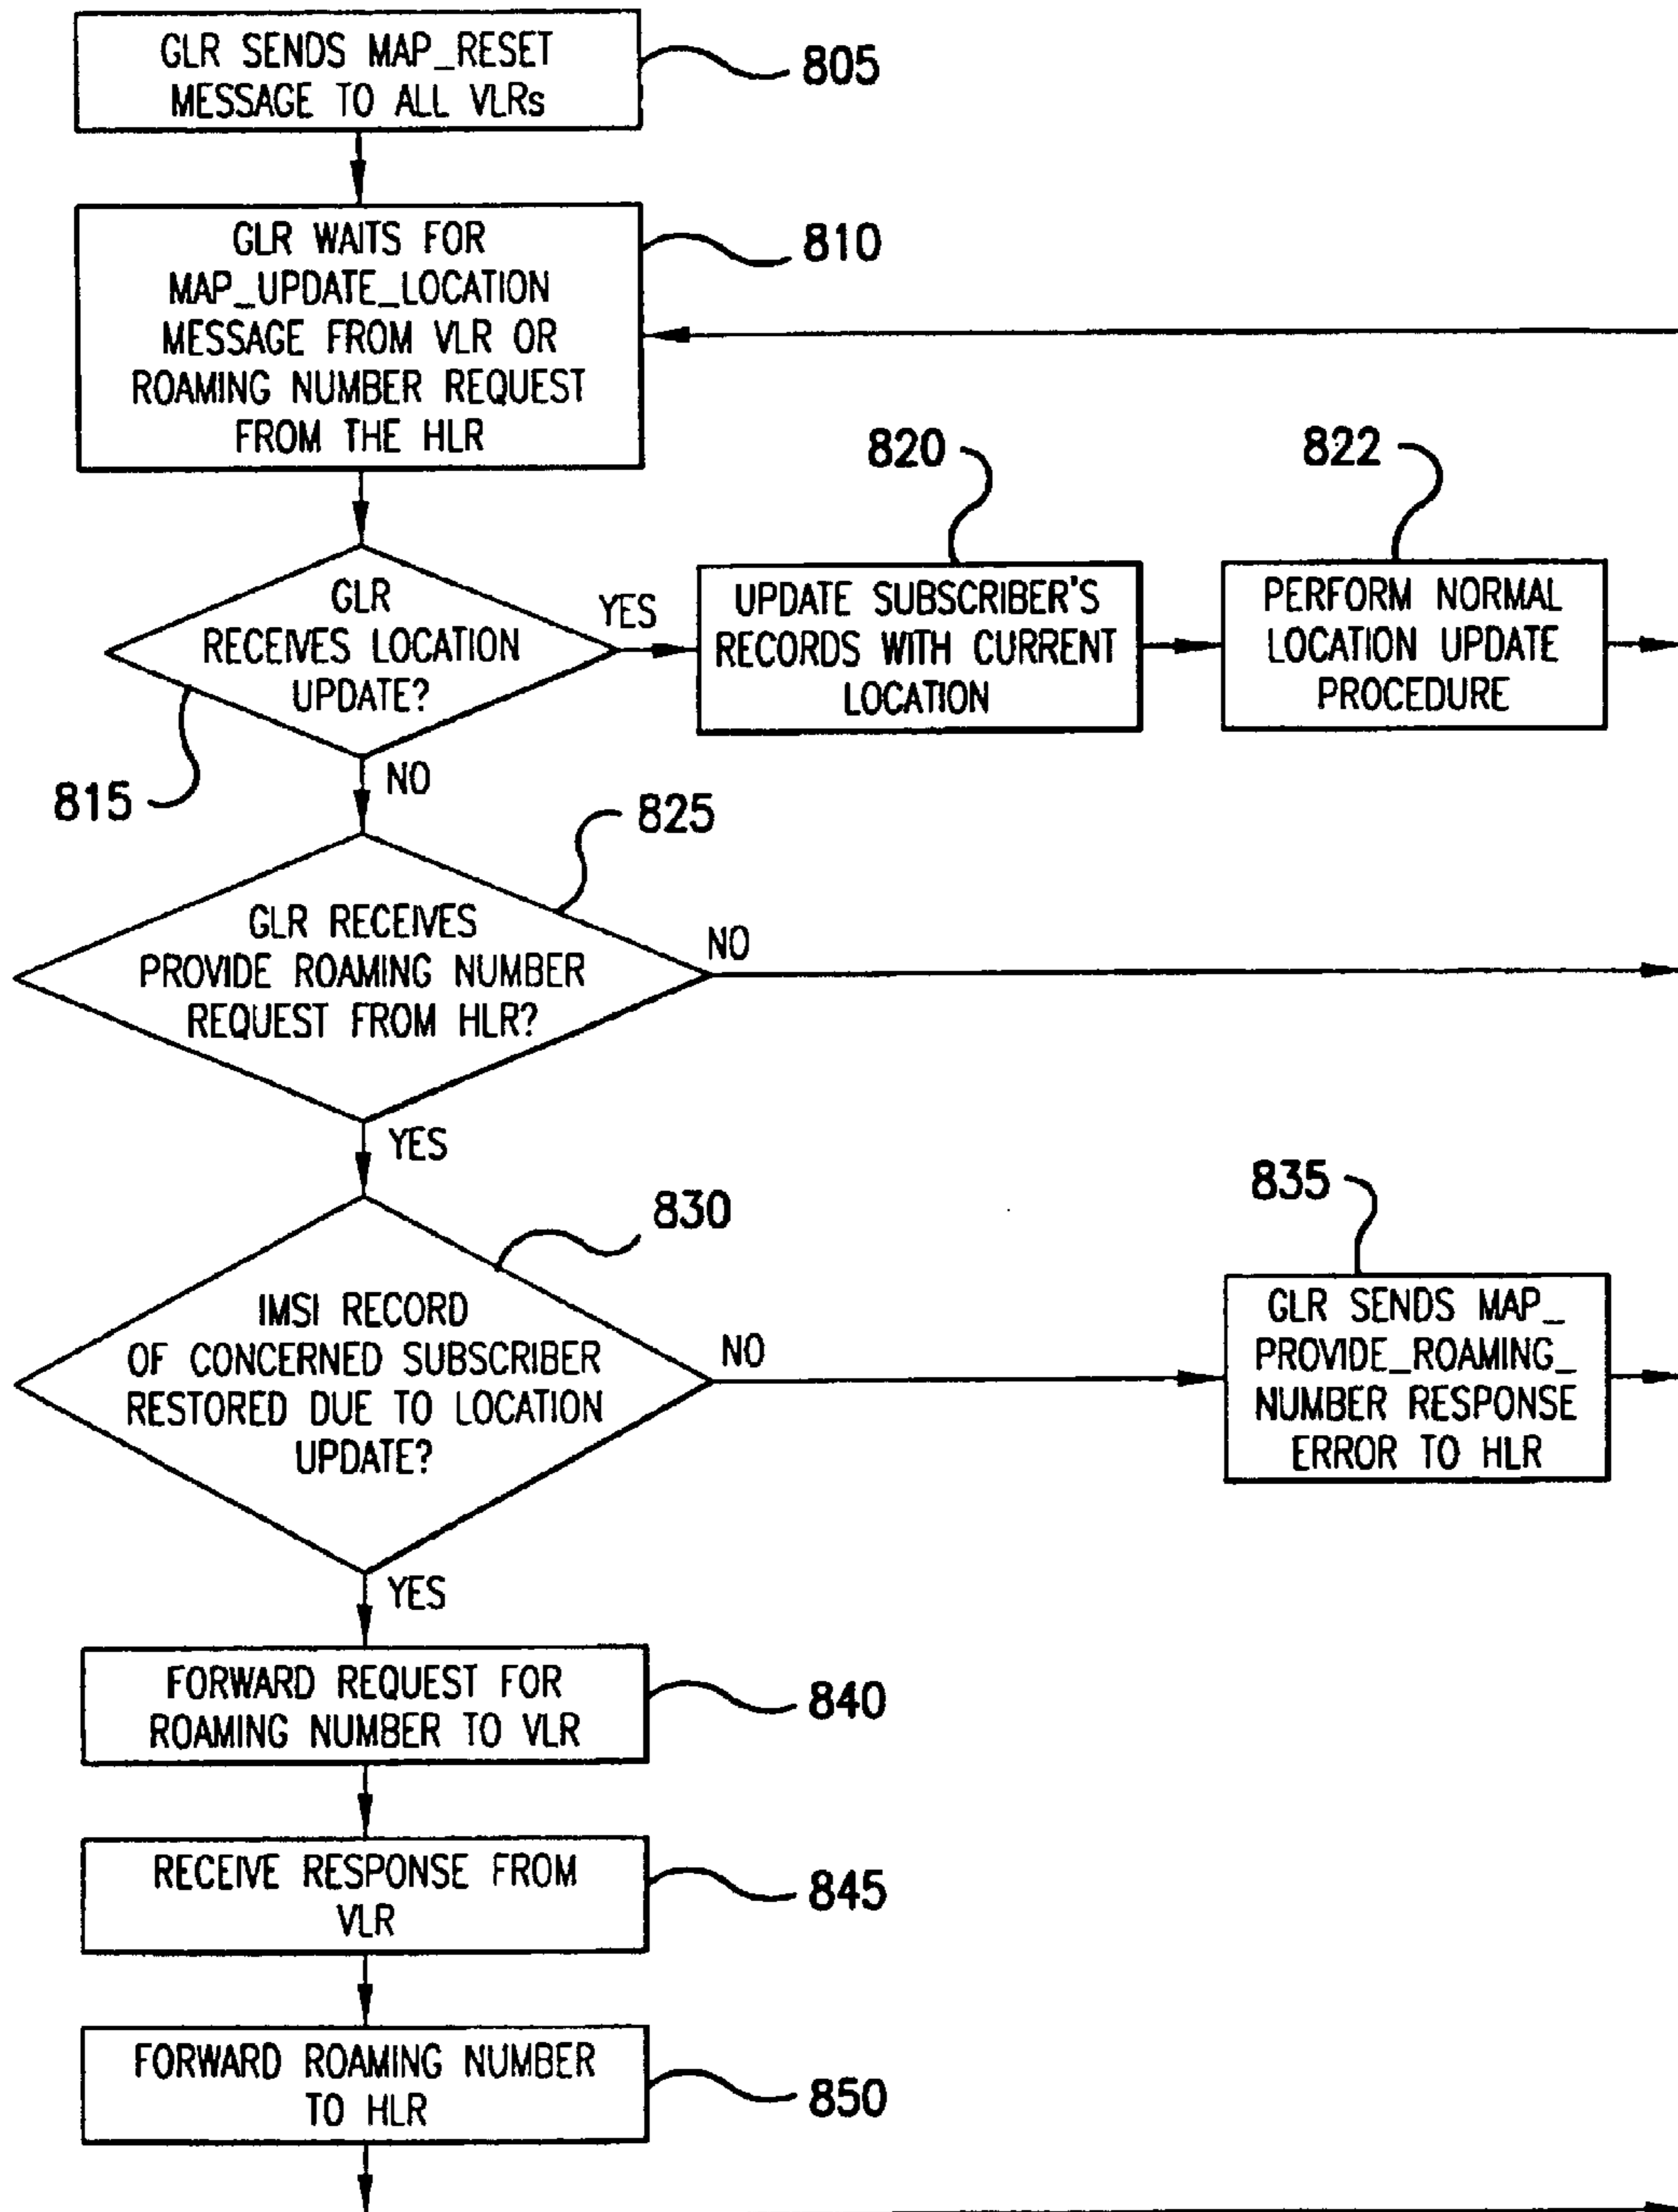 GLR SENDS MAP_RESET
MESSAGE TO ALL VLRs
805
GLR WAITS FOR
MAP_UPDATE_LOCATION
MESSAGE FROM VLR OR
ROAMING NUMBER REQUEST
FROM THE HLR
810
GLR
RECEIVES LOCATION
UPDATE?
815
YES
NO
820
UPDATE SUBSCRIBER'S
RECORDS WITH CURRENT
LOCATION
822
PERFORM NORMAL
LOCATION UPDATE
PROCEDURE
825
GLR RECEIVES
PROVIDE ROAMING NUMBER
REQUEST FROM HLR?
NO
YES
830
IMSI RECORD
OF CONCERNED SUBSCRIBER
RESTORED DUE TO LOCATION
UPDATE?
NO
YES
835
GLR SENDS MAP_
PROVIDE_ROAMING_
NUMBER RESPONSE
ERROR TO HLR
FORWARD REQUEST FOR
ROAMING NUMBER TO VLR
840
RECEIVE RESPONSE FROM
VLR
845
FORWARD ROAMING NUMBER
TO HLR
850